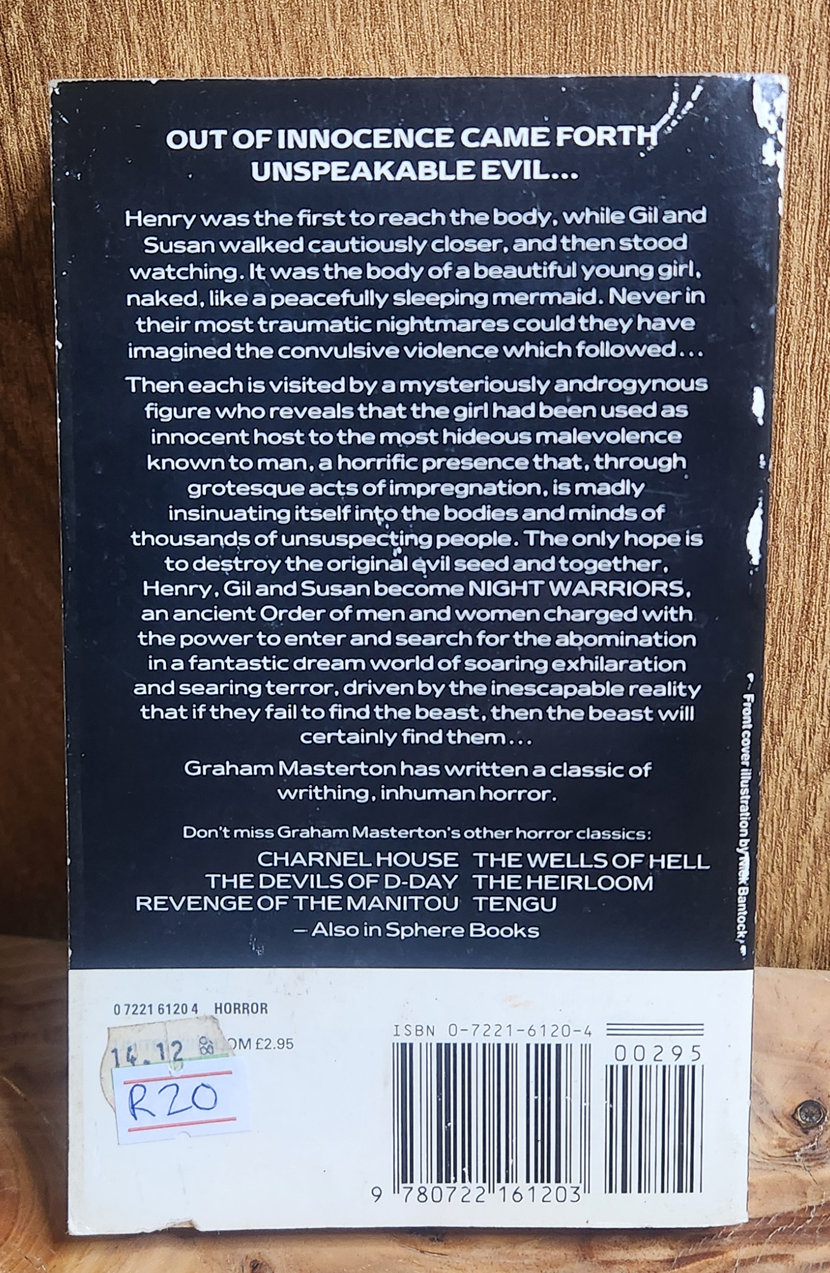 OUT OF INNOCENCE CAME FORTH
UNSPEAKABLE EVIL...
Henry was the first to reach the body, while Gil and
Susan walked cautiously closer, and then stood
watching. It was the body of a beautiful young girl,
naked, like a peacefully sleeping mermaid. Never in
their most traumatic nightmares could they have
imagined the convulsive violence which followed...
Then each is visited by a mysteriously androgynous
figure who reveals that the girl had been used as
innocent host to the most hideous malevolence
known to man, a horrific presence that, through
grotesque acts of impregnation, is madly
insinuating itself into the bodies and minds of
thousands of unsuspecting people. The only hope is
to destroy the original evil seed and together,
Henry, Gil and Susan become NIGHT WARRIORS,
an ancient Order of men and women charged with
the power to enter and search for the abomination
in a fantastic dream world of soaring exhilaration
and searing terror, driven by the inescapable reality
that if they fail to find the beast, then the beast will
certainly find them...
Graham Masterton has written a classic of
writhing, inhuman horror.
Don't miss Graham Masterton's other horror classics:
CHARNEL HOUSE THE WELLS OF HELL
THE DEVILS OF D-DAY THE HEIRLOOM
REVENGE OF THE MANITOU TENGU
– Also in Sphere Books
Front cover illustration by Bantock
0 7221 6120 4 HORROR
£2.95
14.12
R20
ISBN 0-7221-6120-4
00295
9 780722 161203